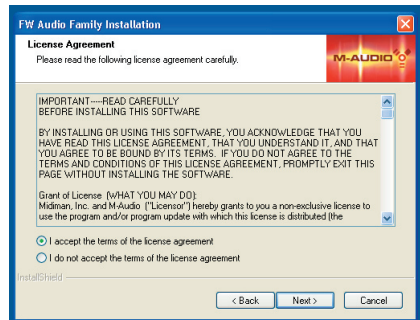 FW Audio Family Installation
License Agreement
Please read the following license agreement carefully.
M-AUDIO
IMPORTANT----READ CAREFULLY
BEFORE INSTALLING THIS SOFTWARE
BY INSTALLING OR USING THIS SOFTWARE, YOU ACKNOWLEDGE THAT YOU
HAVE READ THIS LICENSE AGREEMENT, THAT YOU UNDERSTAND IT, AND THAT
YOU AGREE TO BE BOUND BY ITS TERMS. IF YOU DO NOT AGREE TO THE
TERMS AND CONDITIONS OF THIS LICENSE AGREEMENT, PROMPTLY EXIT THIS
PAGE WITHOUT INSTALLING THE SOFTWARE.
Grant of License (WHAT YOU MAY DO):
Midiman, Inc. and M-Audio ("Licensor") hereby grants to you a non-exclusive license to
use the program and/or program update with which this license is distributed (the
I accept the terms of the license agreement
I do not accept the terms of the license agreement
InstallShield
< Back Next > Cancel